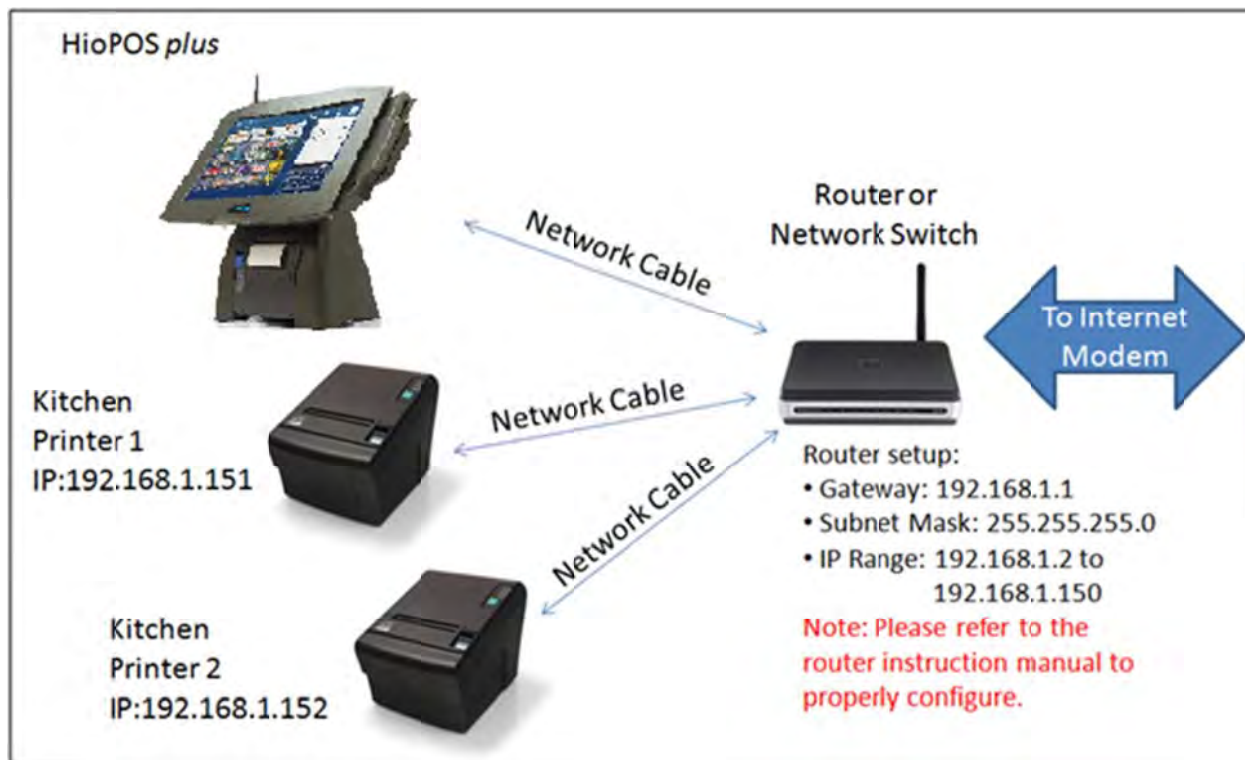 HioPOS plus
Router or
Network Switch
Network Cable
To Internet
Modem
Kitchen
Printer 1
IP:192.168.1.151
Network Cable
Network Cable
Router setup:
• Gateway: 192.168.1.1
• Subnet Mask: 255.255.255.0
• IP Range: 192.168.1.2 to
192.168.1.150
Note: Please refer to the
router instruction manual to
properly configure.
Kitchen
Printer 2
IP:192.168.1.152